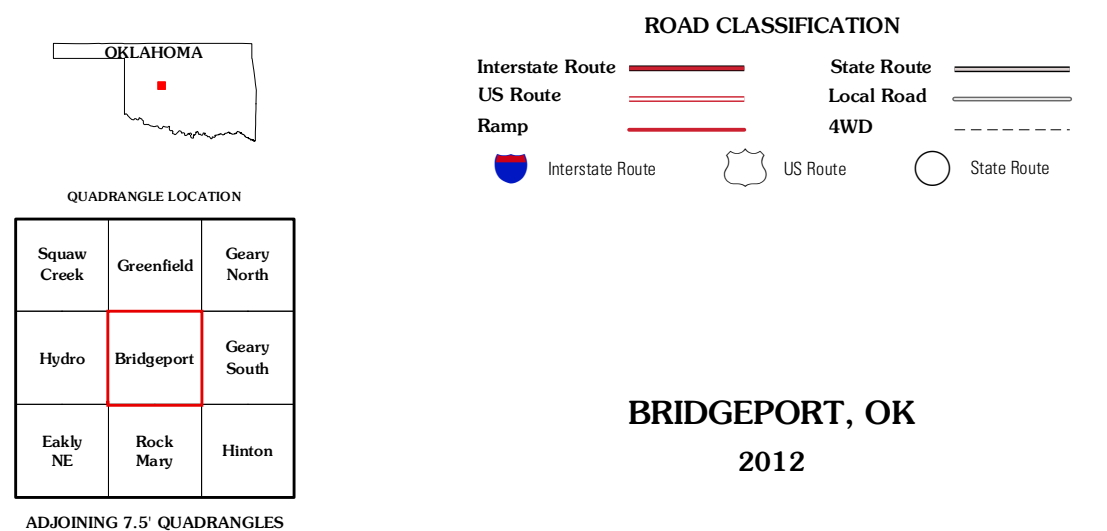 OKLAHOMA
QUADRANGLE LOCATION
Squaw
Creek
Greenfield
Geary
North
Hydro
Bridgeport
Geary
South
Eakly
NE
Rock
Mary
Hinton
ADJOINING 7.5' QUADRANGLES
ROAD CLASSIFICATION
Interstate Route
State Route
US Route
Local Road
Ramp
4WD
Interstate Route
US Route
State Route
BRIDGEPORT, OK
2012